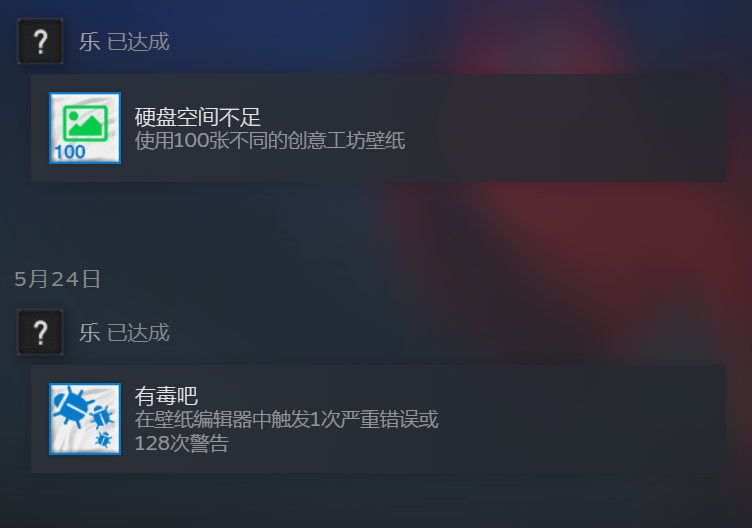 ?
乐 已达成
100
硬盘空间不足
使用100张不同的创意工坊壁纸
5月24日
?
乐 已达成
有毒吧
在壁纸编辑器中触发1次严重错误或
128次警告